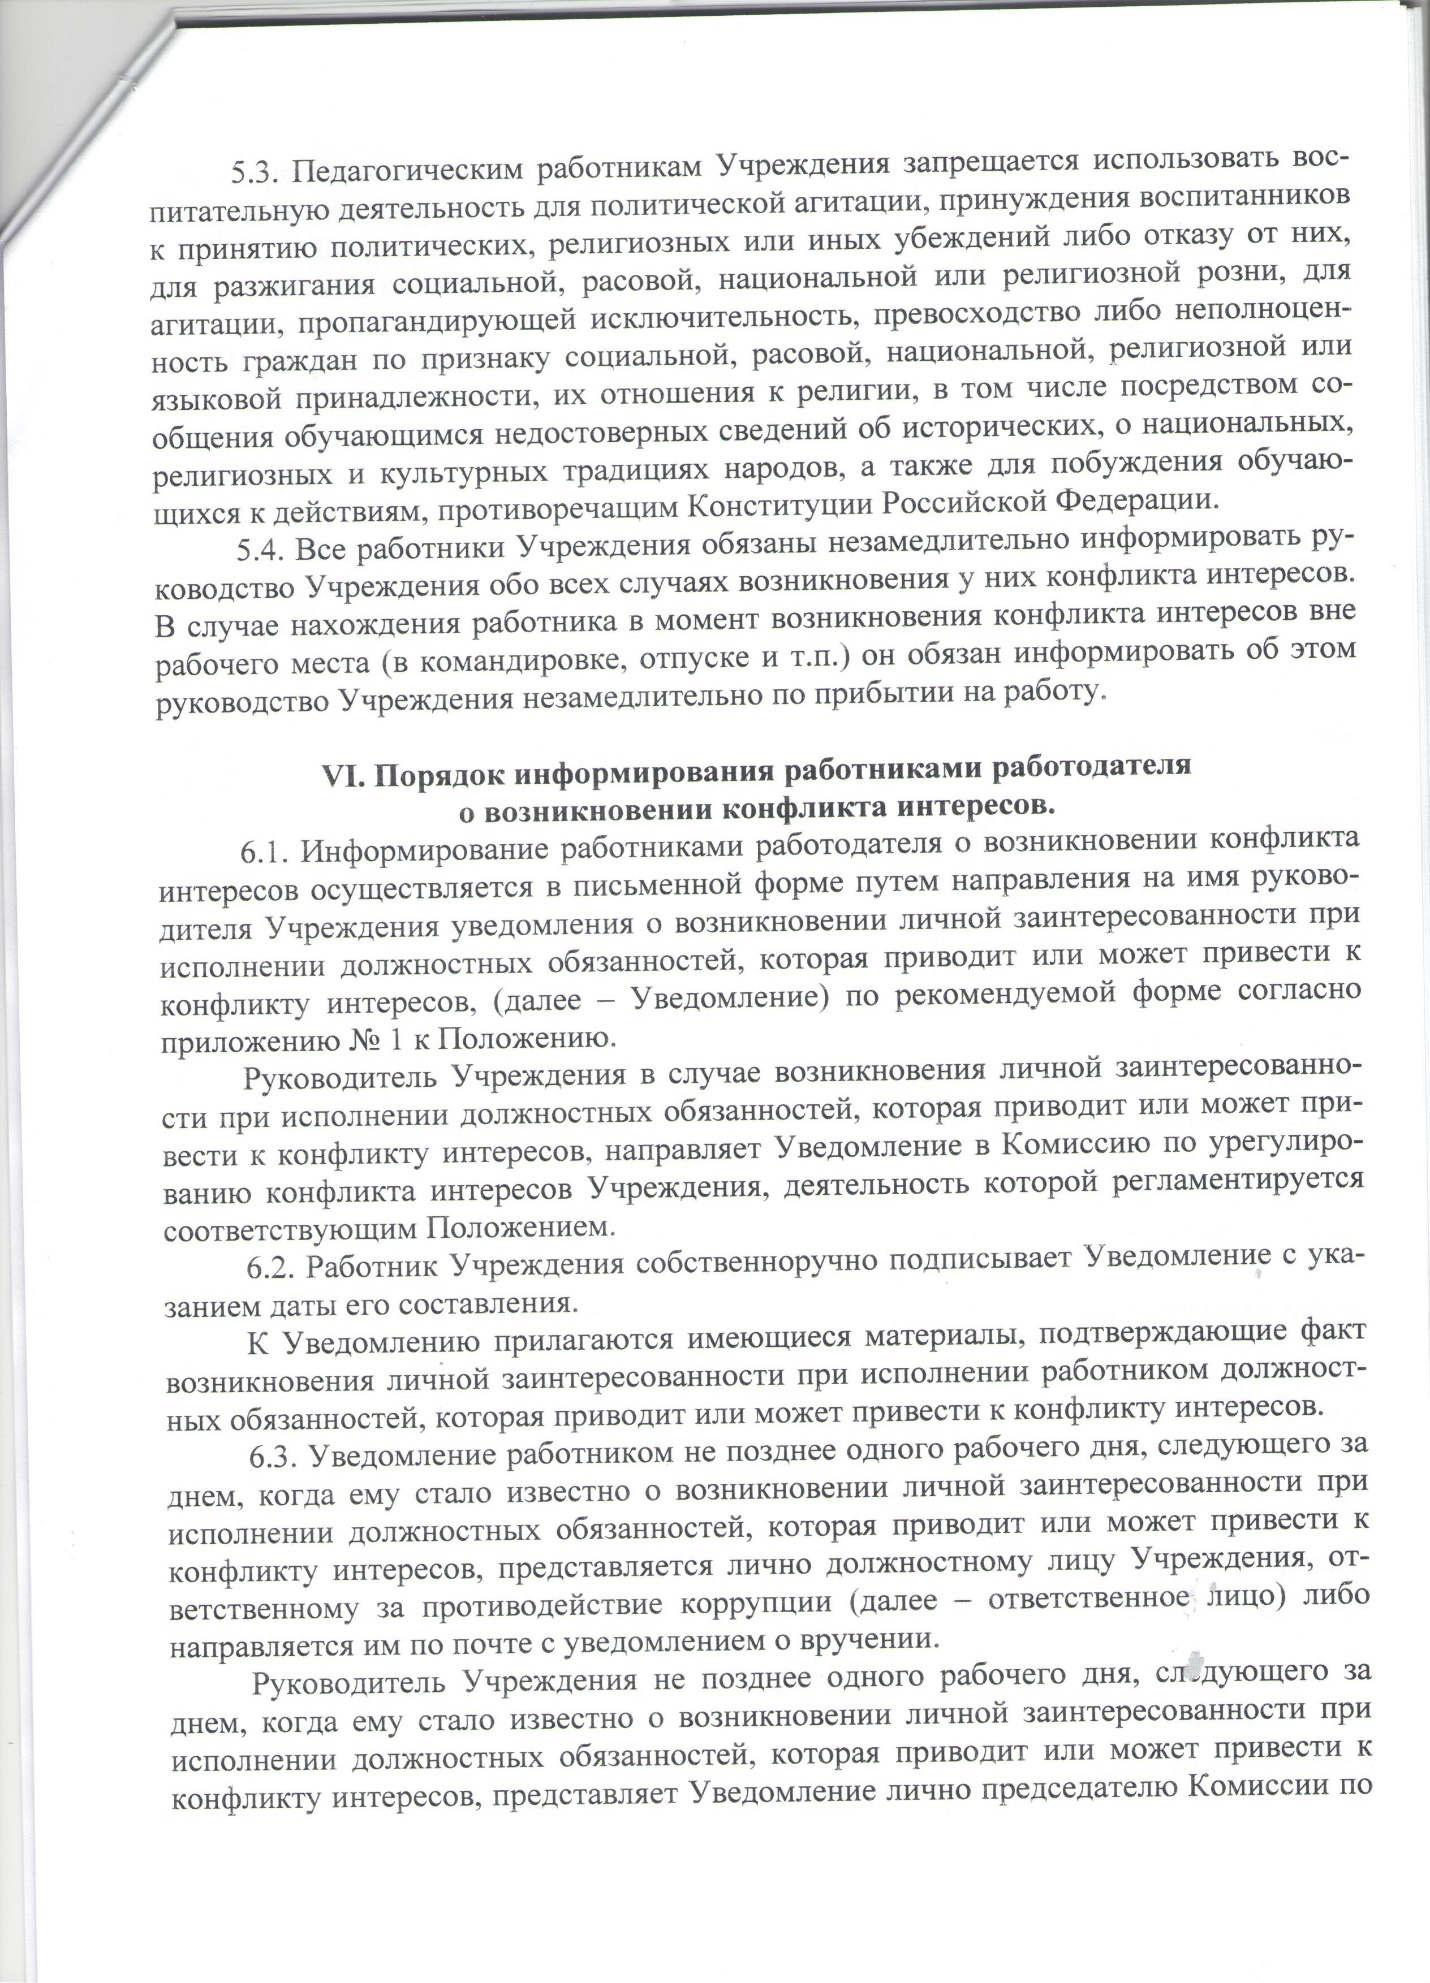 5.3. Педагогическим работникам Учреждения запрещается использовать вос-
питательную деятельность для политической агитации, принуждения воспитанников
к принятию политических, религиозных или иных убеждений либо отказу от них,
для разжигания социальной, расовой, национальной или религиозной розни, для
агитации, пропагандирующей исключительность, превосходство либо неполноцен-
ность граждан по признаку социальной, расовой, национальной, религиозной или
языковой принадлежности, их отношения к религии, в том числе посредством со-
общения обучающимся недостоверных сведений об исторических, о национальных,
религиозных и культурных традициях народов, а также для побуждения обучаю-
щихся к действиям, противоречащим Конституции Российской Федерации.
5.4. Все работники Учреждения обязаны незамедлительно информировать ру-
ководство Учреждения обо всех случаях возникновения у них конфликта интересов.
В случае нахождения работника в момент возникновения конфликта интересов вне
рабочего места (в командировке, отпуске и т.п.) он обязан информировать об этом
руководство Учреждения незамедлительно по прибытии на работу.
VI. Порядок информирования работниками работодателя
о возникновении конфликта интересов.
6.1. Информирование работниками работодателя о возникновении конфликта
интересов осуществляется в письменной форме путем направления на имя руково-
дителя Учреждения уведомления о возникновении личной заинтересованности при
исполнении должностных обязанностей, которая приводит или может привести к
конфликту интересов, (далее – Уведомление) по рекомендуемой форме согласно
приложению № 1 к Положению.
Руководитель Учреждения в случае возникновения личной заинтересованно-
сти при исполнении должностных обязанностей, которая приводит или может при-
вести к конфликту интересов, направляет Уведомление в Комиссию по урегулиро-
ванию конфликта интересов Учреждения, деятельность которой регламентируется
соответствующим Положением.
6.2. Работник Учреждения собственноручно подписывает Уведомление с ука-
занием даты его составления.
К Уведомлению прилагаются имеющиеся материалы, подтверждающие факт
возникновения личной заинтересованности при исполнении работником должност-
ных обязанностей, которая приводит или может привести к конфликту интересов.
6.3. Уведомление работником не позднее одного рабочего дня, следующего за
днем, когда ему стало известно о возникновении личной заинтересованности при
исполнении должностных обязанностей, которая приводит или может привести к
конфликту интересов, представляется лично должностному лицу Учреждения, от-
ветственному за противодействие коррупции (далее – ответственное лицо) либо
направляется им по почте с уведомлением о вручении.
Руководитель Учреждения не позднее одного рабочего дня, следующего за
днем, когда ему стало известно о возникновении личной заинтересованности при
исполнении должностных обязанностей, которая приводит или может привести к
конфликту интересов, представляет Уведомление лично председателю Комиссии по